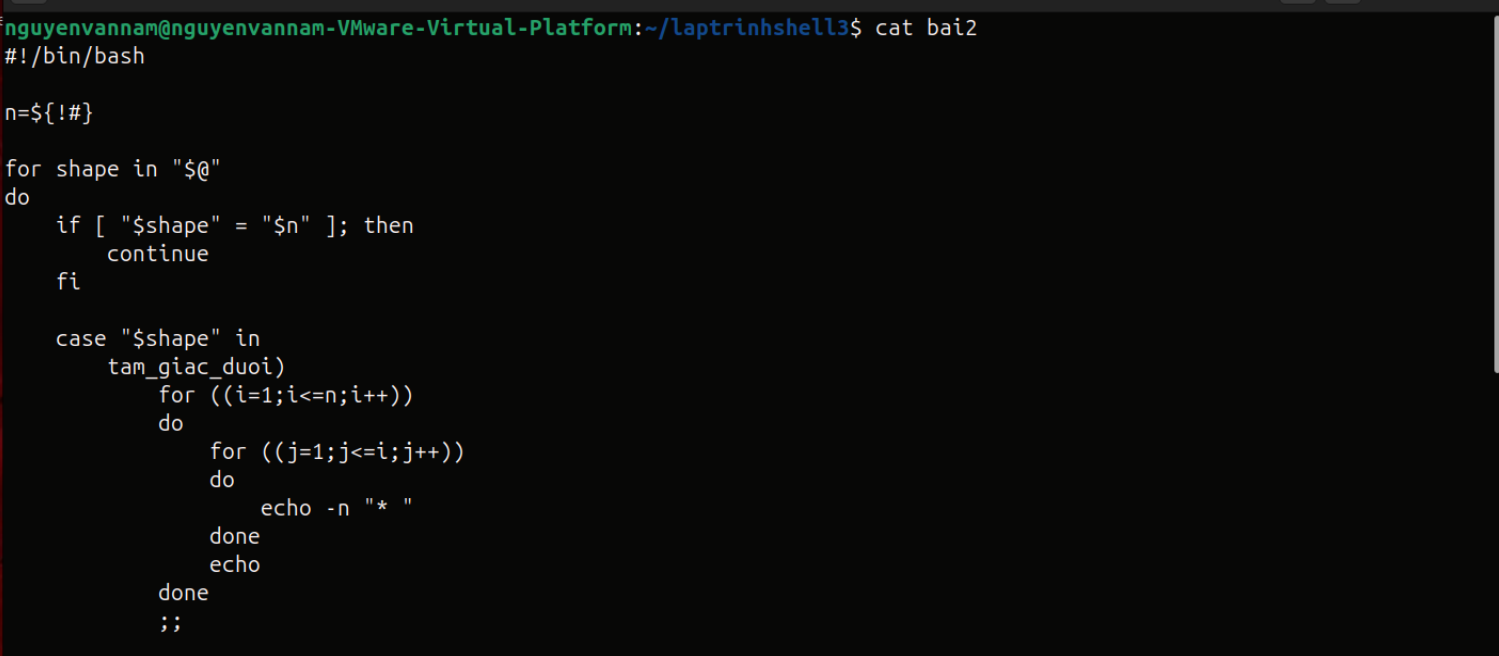 nguyenvannam@nguyenvannam-VMware-Virtual-Platform:~/laptrinhshell3$ cat bai2
#!/bin/bash

n=${!#}

for shape in "$@"
do
    if [ "$shape" = "$n" ]; then
        continue
    fi

    case "$shape" in
        tam_giac_duoi)
            for ((i=1;i<=n;i++))
            do
                for ((j=1;j<=i;j++))
                do
                    echo -n "* "
                done
                echo
            done
            ;;